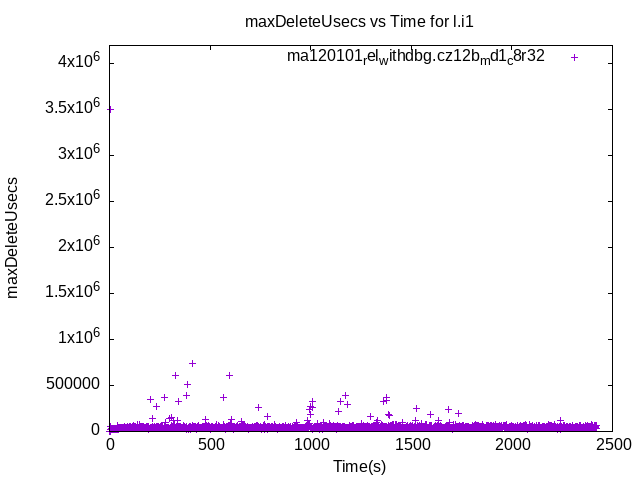 maxDeleteUsecs vs Time for l.i1
ma120101_rel_withdbg.cz12b_md1_c8r32
4x10^6
3.5x10^6
3x10^6
2.5x10^6
2x10^6
1.5x10^6
1x10^6
500000
0
maxDeleteUsecs
0 500 1000 1500 2000 2500
Time(s)